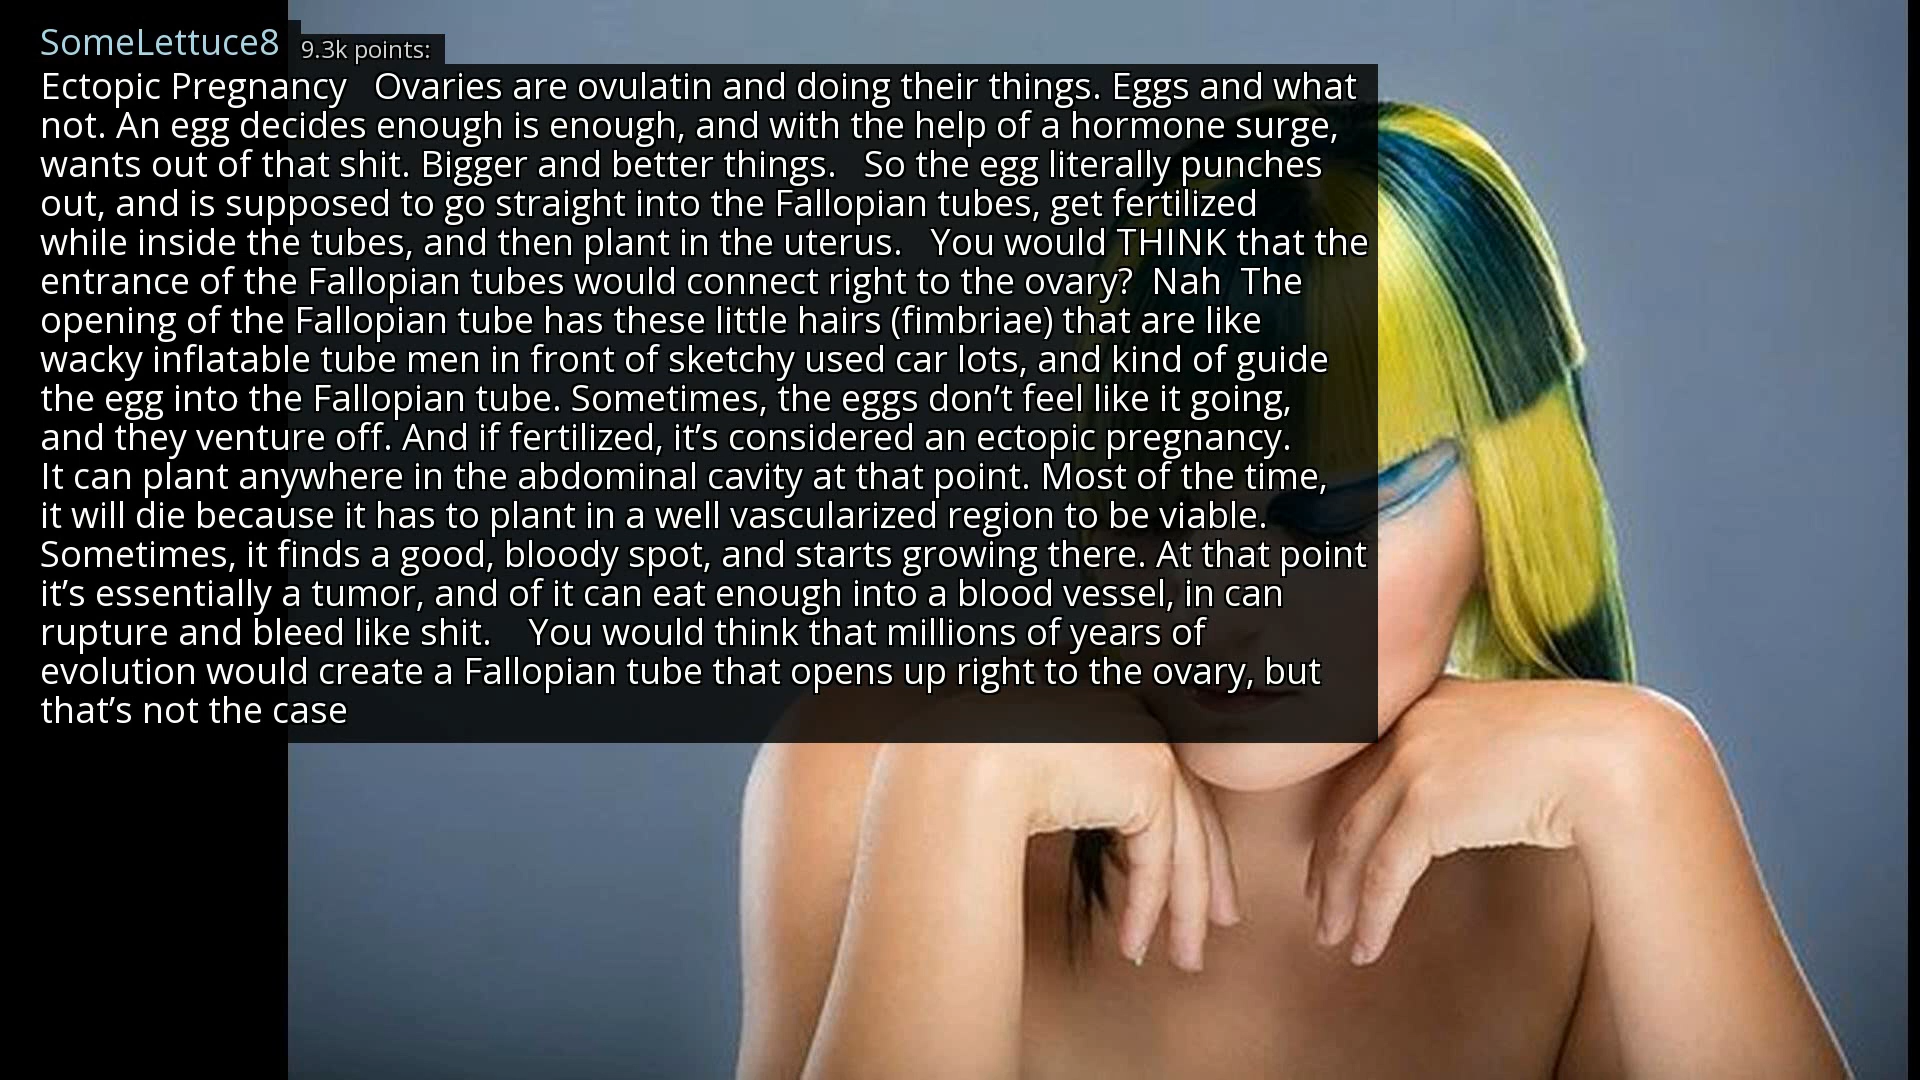 SomeLettuce8 9.3k points:
Ectopic Pregnancy   Ovaries are ovulatin and doing their things. Eggs and what
not. An egg decides enough is enough, and with the help of a hormone surge,
wants out of that shit. Bigger and better things.   So the egg literally punches
out, and is supposed to go straight into the Fallopian tubes, get fertilized
while inside the tubes, and then plant in the uterus.   You would THINK that the
entrance of the Fallopian tubes would connect right to the ovary?  Nah  The
opening of the Fallopian tube has these little hairs (fimbriae) that are like
wacky inflatable tube men in front of sketchy used car lots, and kind of guide
the egg into the Fallopian tube. Sometimes, the eggs don’t feel like it going,
and they venture off. And if fertilized, it’s considered an ectopic pregnancy.
It can plant anywhere in the abdominal cavity at that point. Most of the time,
it will die because it has to plant in a well vascularized region to be viable.
Sometimes, it finds a good, bloody spot, and starts growing there. At that point
it’s essentially a tumor, and of it can eat enough into a blood vessel, in can
rupture and bleed like shit.    You would think that millions of years of
evolution would create a Fallopian tube that opens up right to the ovary, but
that’s not the case